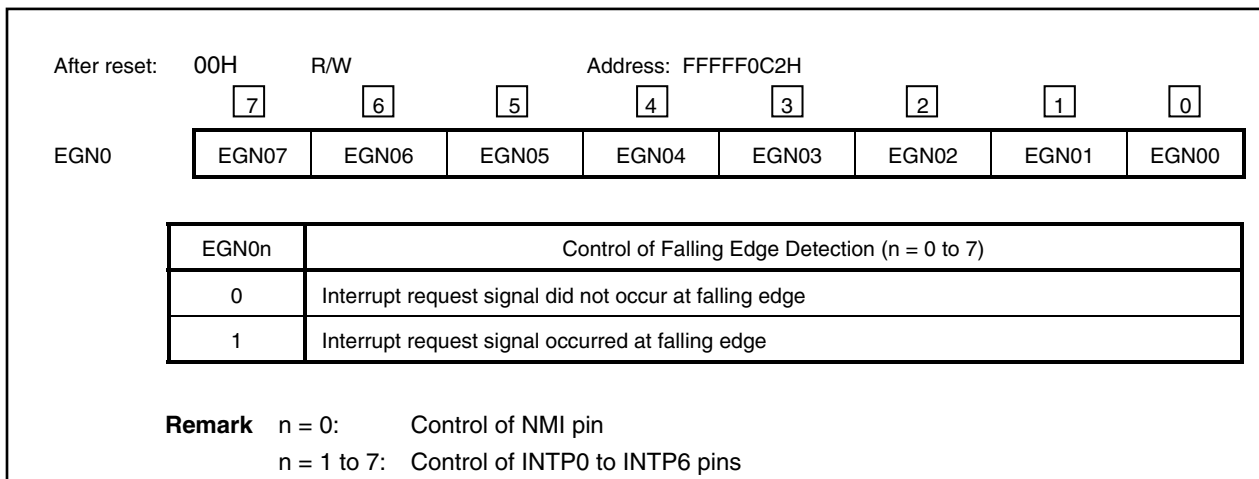 After reset: 00H R/W Address: FFFFF0C2H
7 6 5 4 3 2 1 0
EGN0 EGN07 EGN06 EGN05 EGN04 EGN03 EGN02 EGN01 EGN00
EGN0n Control of Falling Edge Detection (n = 0 to 7)
0 Interrupt request signal did not occur at falling edge
1 Interrupt request signal occurred at falling edge
Remark n = 0: Control of NMI pin
n = 1 to 7: Control of INTP0 to INTP6 pins